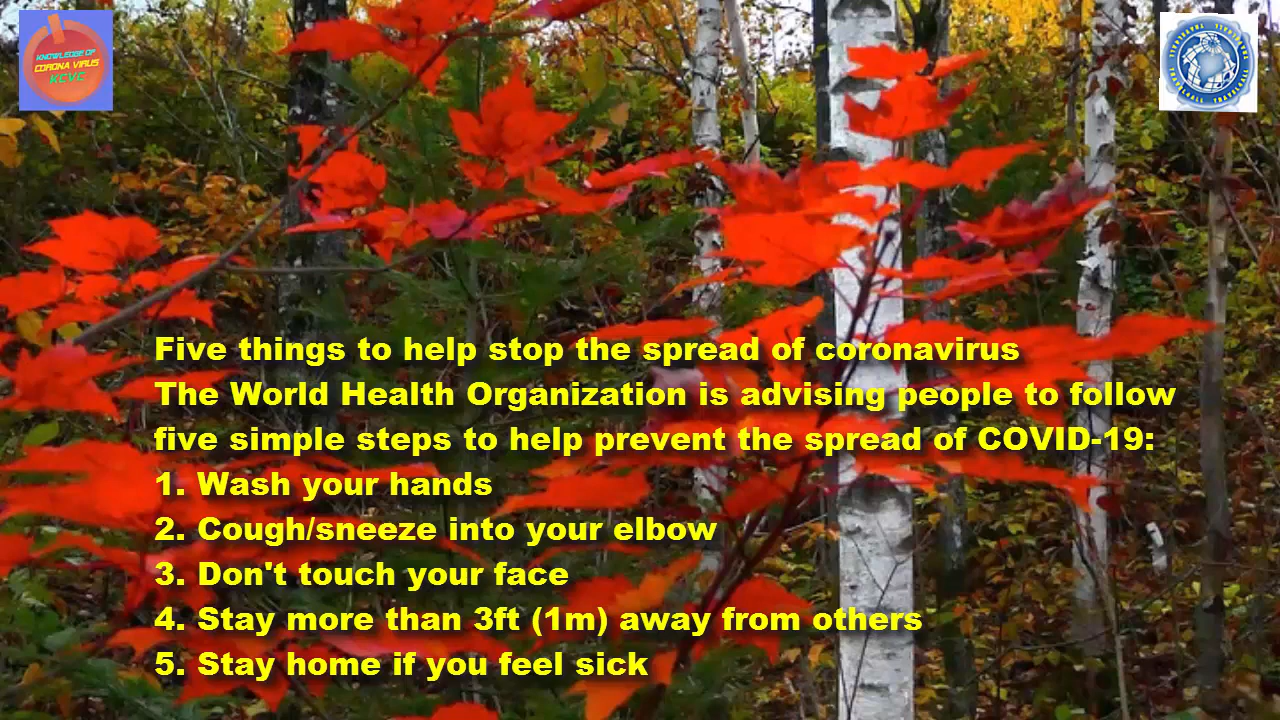 KNOWLEDGE OF
CORONA VIRUS
KCVC
Five things to help stop the spread of coronavirus
The World Health Organization is advising people to follow
five simple steps to help prevent the spread of COVID-19:
1. Wash your hands
2. Cough/sneeze into your elbow
3. Don't touch your face
4. Stay more than 3ft (1m) away from others
5. Stay home if you feel sick